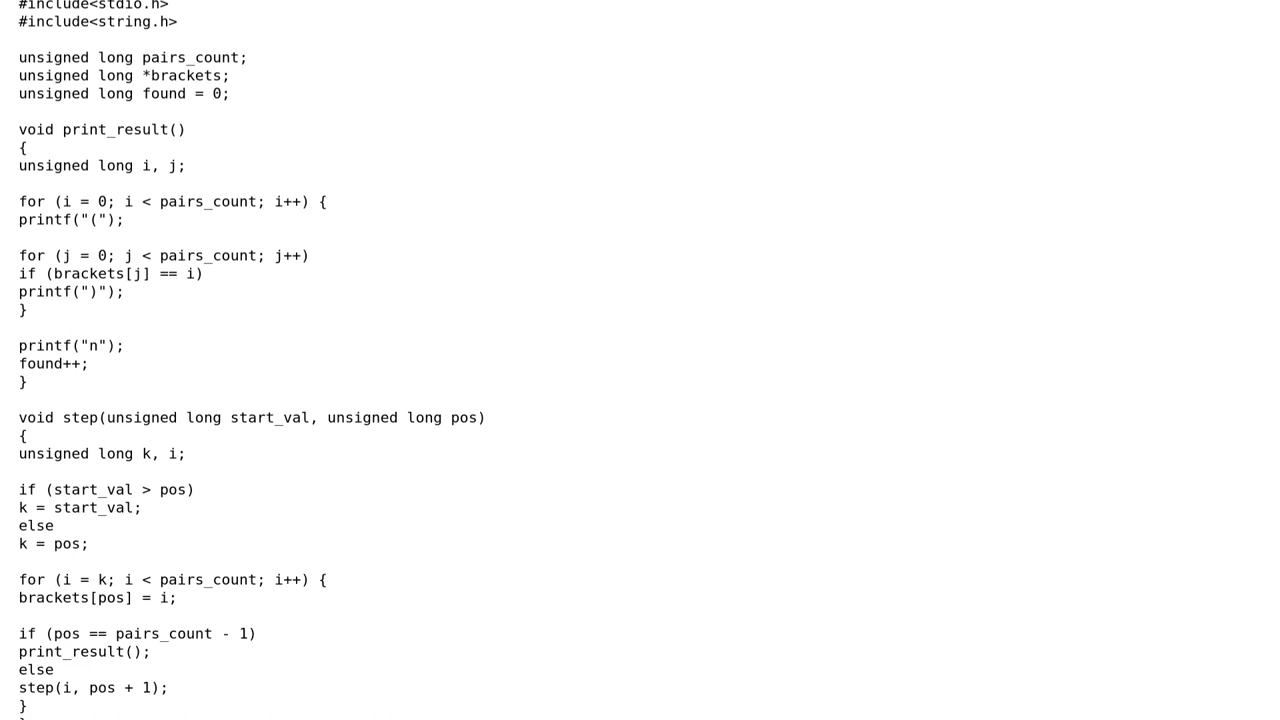 #include<stdio.h>
#include<string.h>
unsigned long pairs_count;
unsigned long *brackets;
unsigned long found = 0;
void print_result()
{
unsigned long i, j;
for (i = 0; i < pairs_count; i++) {
printf("(");
for (j = 0; j < pairs_count; j++)
if (brackets[j] == i)
printf(")");
}
printf("n");
found++;
}
void step(unsigned long start_val, unsigned long pos)
{
unsigned long k, i;
if (start_val > pos)
k = start_val;
else
k = pos;
for (i = k; i < pairs_count; i++) {
brackets[pos] = i;
if (pos == pairs_count - 1)
print_result();
else
step(i, pos + 1);
}
}